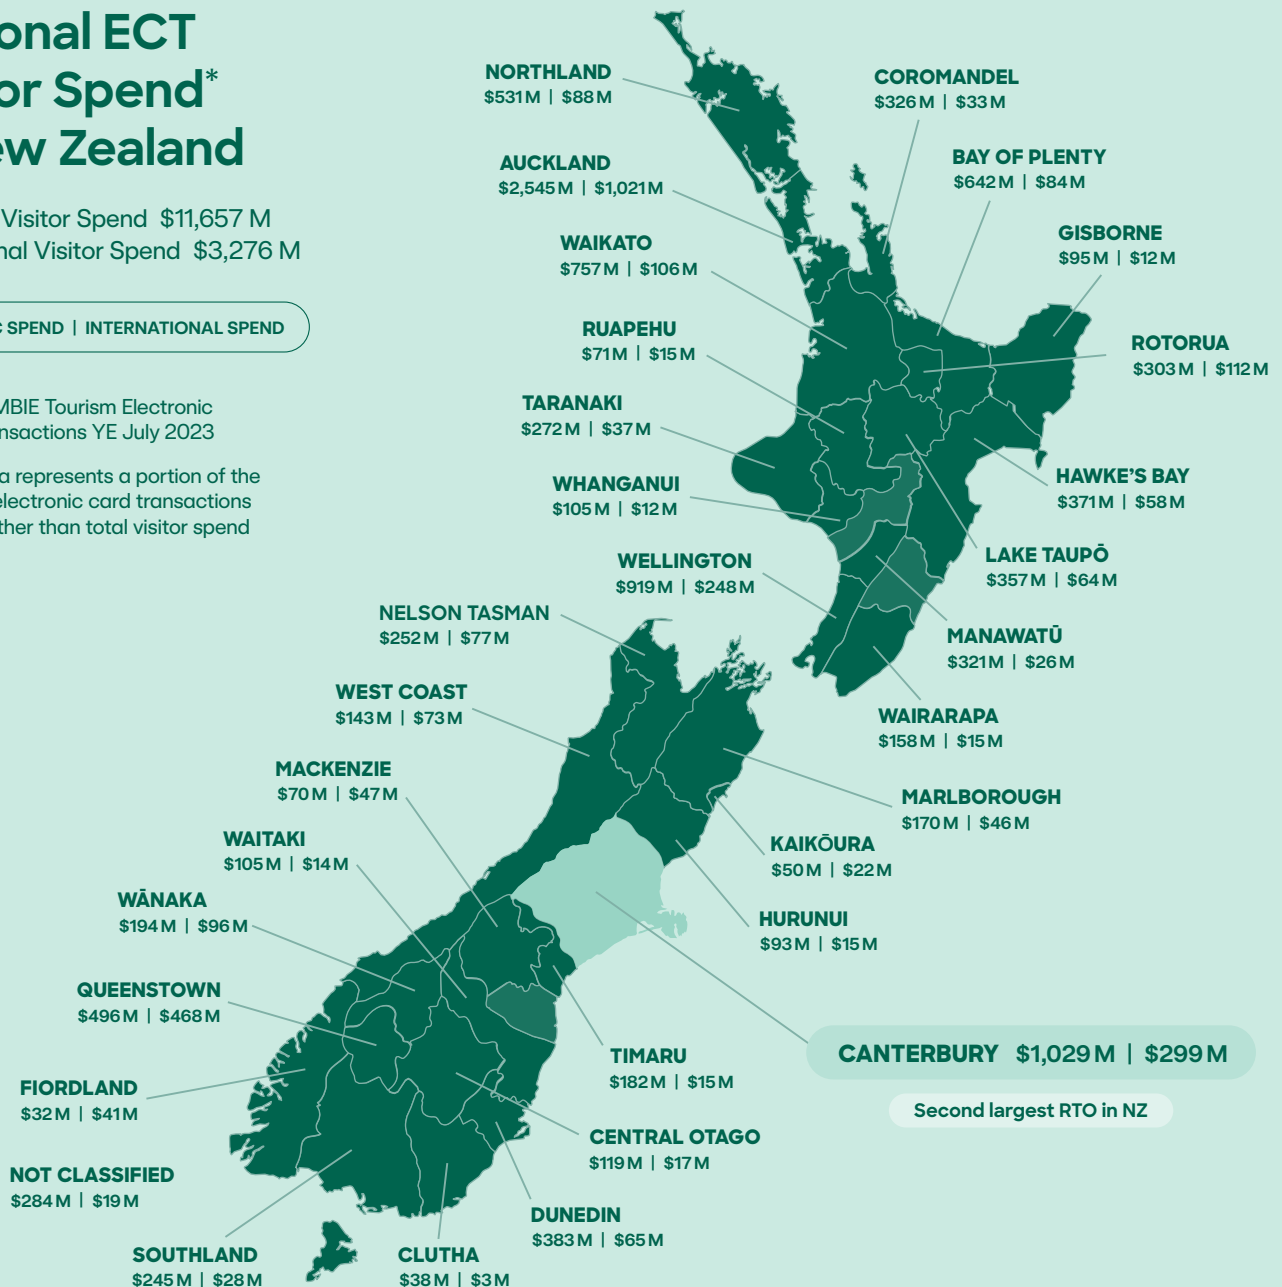 onal ECT
or Spend*
ew Zealand
Visitor Spend $11,657 M
nal Visitor Spend $3,276 M
C SPEND | INTERNATIONAL SPEND
MBIE Tourism Electronic
nsactions YE July 2023
a represents a portion of the
electronic card transactions
ther than total visitor spend
NORTHLAND
$531 M | $88 M
COROMANDEL
$326 M | $33 M
AUCKLAND
$2,545 M | $1,021 M
BAY OF PLENTY
$642 M | $84 M
WAIKATO
$757 M | $106 M
GISBORNE
$95 M | $12 M
RUAPEHU
$71 M | $15 M
ROTORUA
$303 M | $112 M
TARANAKI
$272 M | $37 M
WHANGANUI
$105 M | $12 M
HAWKE'S BAY
$371 M | $58 M
WELLINGTON
$919 M | $248 M
LAKE TAUPŌ
$357 M | $64 M
NELSON TASMAN
$252 M | $77 M
MANAWATŪ
$321 M | $26 M
WEST COAST
$143 M | $73 M
WAIRARAPA
$158 M | $15 M
MACKENZIE
$70 M | $47 M
MARLBOROUGH
$170 M | $46 M
WAITAKI
$105 M | $14 M
KAIKŌURA
$50 M | $22 M
WĀNAKA
$194 M | $96 M
HURUNUI
$93 M | $15 M
QUEENSTOWN
$496 M | $468 M
CANTERBURY $1,029 M | $299 M
Second largest RTO in NZ
TIMARU
$182 M | $15 M
FIORDLAND
$32 M | $41 M
CENTRAL OTAGO
$119 M | $17 M
NOT CLASSIFIED
$284 M | $19 M
DUNEDIN
$383 M | $65 M
SOUTHLAND
$245 M | $28 M
CLUTHA
$38 M | $3 M